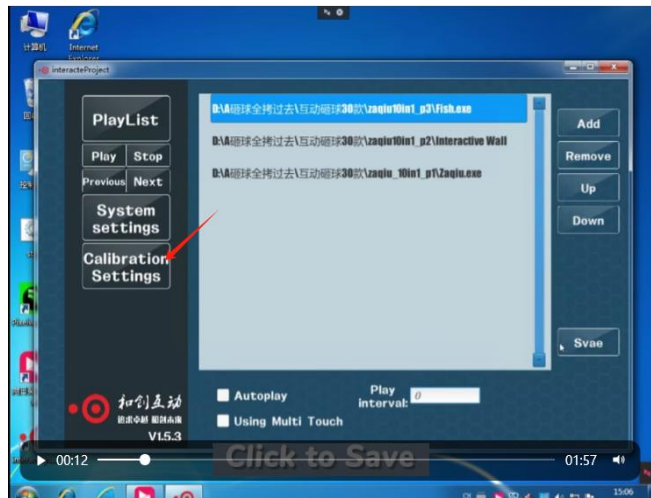 计算机
Internet
Explorer
interacteProject
PlayList
Play Stop
Previous Next
System
settings
Calibration
Settings
D:\A砸球全拷过去\互动砸球30款\zaqiu10in1_p3\Fish.exe
D:\A砸球全拷过去\互动砸球30款\zaqiu10in1_p2\Interactive Wall
D:\A砸球全拷过去\互动砸球30款\zaqiu_10in1_p1\Zaqiu.exe
Add
Remove
Up
Down
Svae
和创互动
V1.5.3
Autoplay
Using Multi Touch
Play
interval:
0
Click to Save
00:12
01:57
15:06